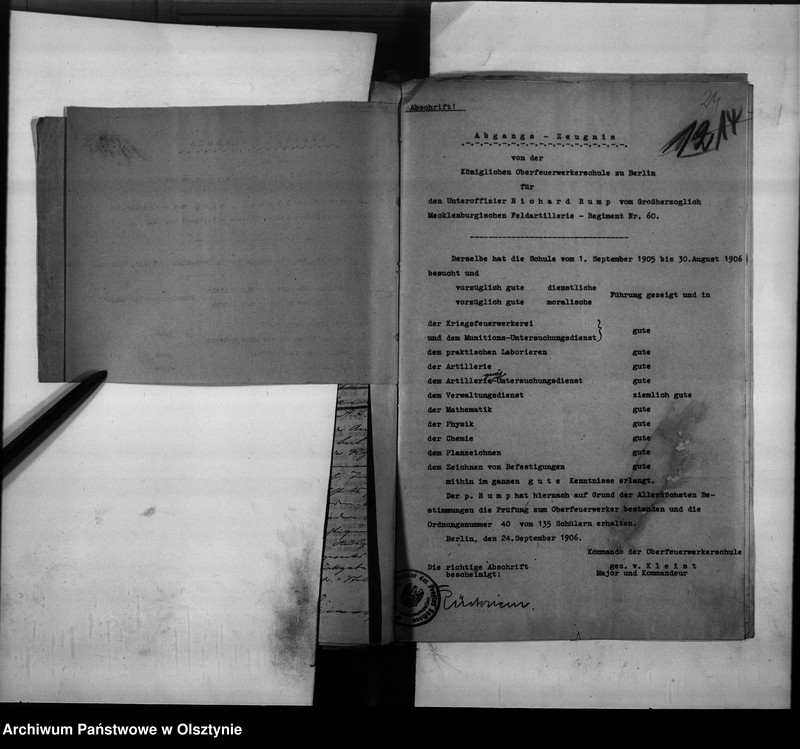 Abschrift!
24
13 14
Abgangs - Zeugnis
von der
Königlichen Oberfeuerwerkerschule zu Berlin
für
den Unteroffizier Richard Rump vom Großherzoglich
Mecklenburgischen Feldartillerie - Regiment Nr. 60.
Derselbe hat die Schule vom 1. September 1905 bis 30.August 1906
besucht und
vorzüglich gute dienstliche
vorzüglich gute moralische Führung gezeigt und in
der Kriegsfeuerwerkerei
und dem Munitions-Untersuchungsdienst gute
dem praktischen Laborieren gute
der Artillerie gute
dem Artillerie-Untersuchungsdienst gute
dem Verwaltungsdienst ziemlich gute
der Mathematik gute
der Physik gute
der Chemie gute
dem Planzeichnen gute
dem Zeichnen von Befestigungen gute
mithin im ganzen gute Kenntnisse erlangt.
Der p. Rump hat hiernach auf Grund der Allerhöchsten Be-
stimmungen die Prüfung zum Oberfeuerwerker bestanden und die
Ordnungsnummer 40 von 135 Schülern erhalten.
Berlin, den 24.September 1906.
Kommando der Oberfeuerwerkerschule
Die richtige Abschrift gez. v. Kleist
bescheinigt: Major und Kommandeur
Archiwum Państwowe w Olsztynie